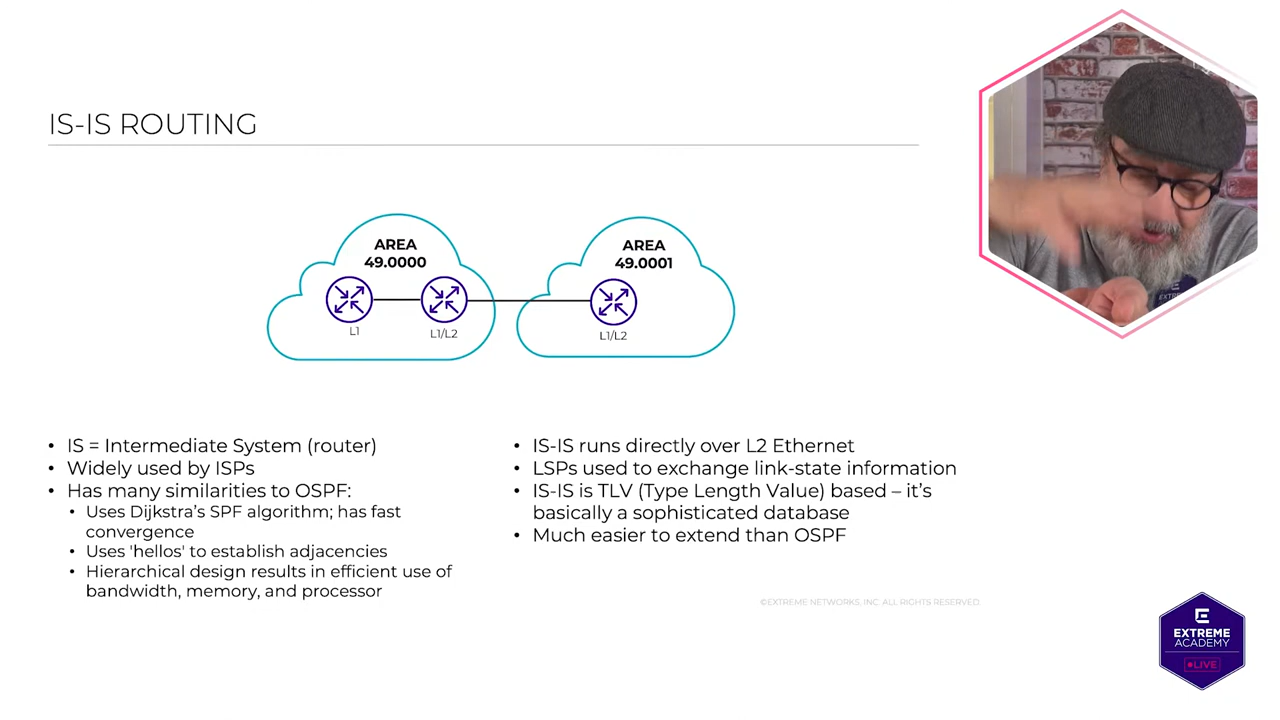 IS-IS ROUTING
AREA
49.0000
L1
L1/L2
AREA
49.0001
L1/L2
• IS = Intermediate System (router)
• Widely used by ISPs
• Has many similarities to OSPF:
• Uses Dijkstra's SPF algorithm; has fast
convergence
• Uses 'hellos' to establish adjacencies
• Hierarchical design results in efficient use of
bandwidth, memory, and processor
• IS-IS runs directly over L2 Ethernet
• LSPs used to exchange link-state information
• IS-IS is TLV (Type Length Value) based – it's
basically a sophisticated database
• Much easier to extend than OSPF
©EXTREME NETWORKS, INC. ALL RIGHTS RESERVED.
EXTREME
ACADEMY
LIVE